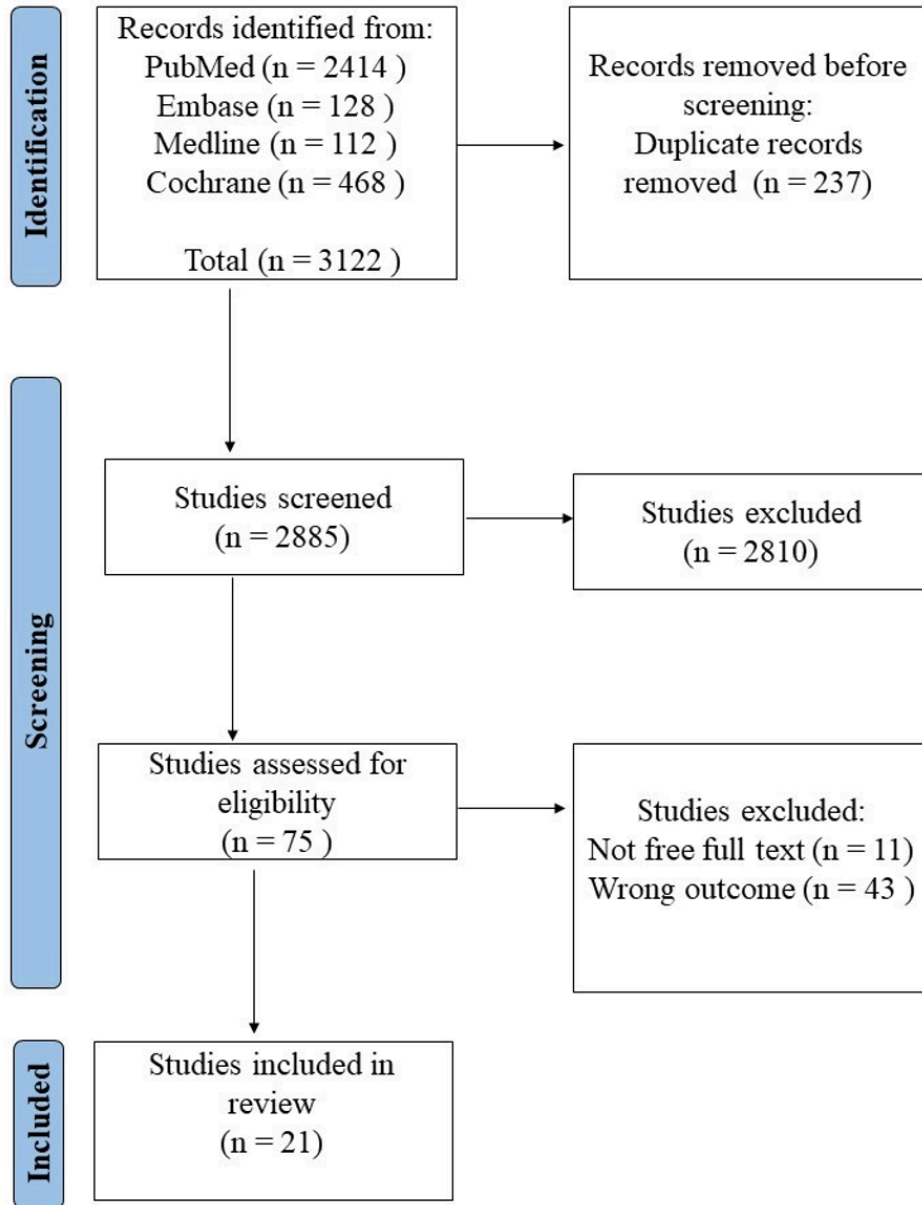 Identification
Records identified from:
PubMed (n = 2414 )
Embase (n = 128 )
Medline (n = 112 )
Cochrane (n = 468 )
Total (n = 3122 )
Records removed before
screening:
Duplicate records
removed (n = 237)
Screening
Studies screened
(n = 2885)
Studies excluded
(n = 2810)
Studies assessed for
eligibility
(n = 75 )
Studies excluded:
Not free full text (n = 11)
Wrong outcome (n = 43 )
Included
Studies included in
review
(n = 21)